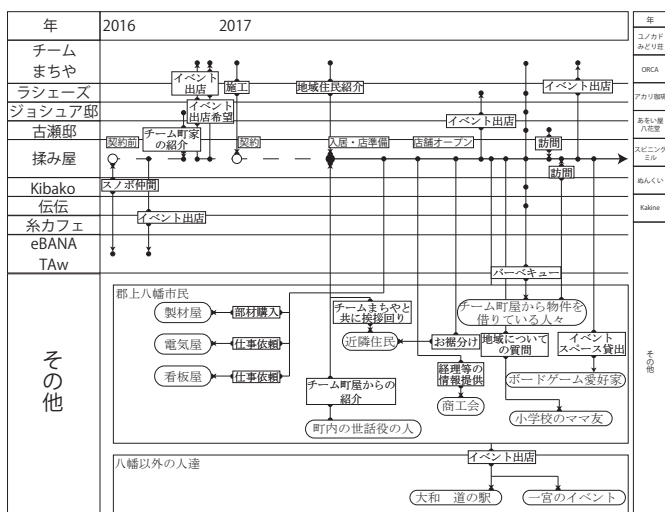 年 2016 2017
チーム
まちや
ラシェーズ
ジョシュア邸
古瀬邸
揉み屋
Kibako
伝伝
糸カフェ
eBANA
TAw
その他
イベント
出店
施工
地域住民紹介
イベント出店
イベント
出店希望
イベント出店
チーム町家
の紹介
契約前
契約
入居・店準備
店舗オープン
訪問
訪問
スノボ仲間
イベント出店
バーベキュー
郡上八幡市民
製材屋
部材購入
電気屋
仕事依頼
看板屋
仕事依頼
チームまちやと
共に挨拶回り
近隣住民
お裾分け
チーム町屋から物件を
借りている人々
地域について
の質問
イベント
スペース貸出
経理等の
情報提供
商工会
ボードゲーム愛好家
チーム町屋からの
紹介
町内の世話役の人
小学校のママ友
八幡以外の人達
イベント出店
大和 道の駅
一宮のイベント
年
ユノカド
みどり荘
ORCA
アカリ珈琲
あをい屋
八花堂
スピニング
ミル
ぬんくい
Kakine
その他